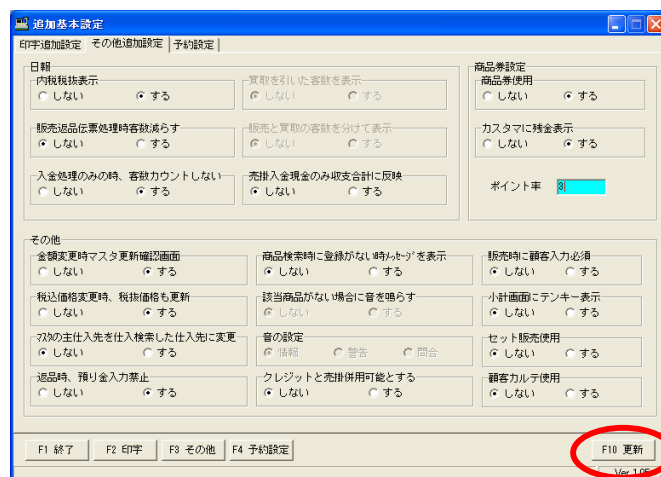 追加基本設定
印字追加設定 その他追加設定 予約設定
日報
内税税抜表示
しない する
販売返品伝票処理時客数減らす
しない する
入金処理のみの時、客数カウントしない
しない する
買取を引いた客数を表示
しない する
販売と買取の客数を分けて表示
しない する
売掛入金現金のみ収支合計に反映
しない する
商品券設定
商品券使用
しない する
カスタマに残金表示
しない する
ポイント率 3
その他
金額変更時マスタ更新確認画面
しない する
税込価格変更時、税抜価格も更新
しない する
マスタの主仕入先を仕入検索した仕入先に変更
しない する
返品時、預り金入力禁止
しない する
商品検索時に登録がない時メッセージを表示
しない する
該当商品がない場合に音を鳴らす
しない する
音の設定
情報 警告 問合
クレジットと売掛併用可能とする
しない する
販売時に顧客入力必須
しない する
小計画面にテンキー表示
しない する
セット販売使用
しない する
顧客カルテ使用
しない する
F1 終了 F2 印字 F3 その他 F4 予約設定 F10 更新
Ver 1.05